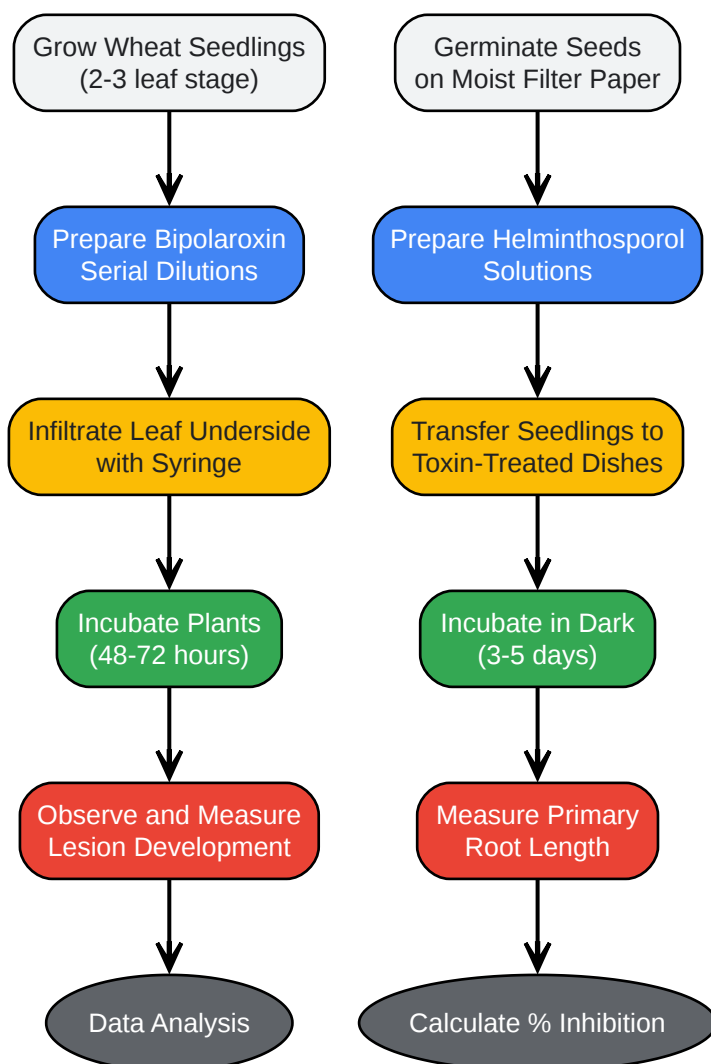 Grow Wheat Seedlings
(2-3 leaf stage)
Prepare Bipolaroxin
Serial Dilutions
Infiltrate Leaf Underside
with Syringe
Incubate Plants
(48-72 hours)
Observe and Measure
Lesion Development
Data Analysis
Germinate Seeds
on Moist Filter Paper
Prepare Helminthosporol
Solutions
Transfer Seedlings to
Toxin-Treated Dishes
Incubate in Dark
(3-5 days)
Measure Primary
Root Length
Calculate % Inhibition